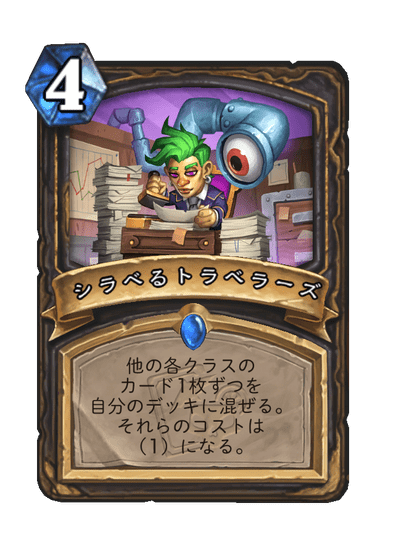 4
シラベるトラベラーズ
他の各クラスの
カード1枚ずつを
自分のデッキに混ぜる。
それらのコストは
（1）になる。